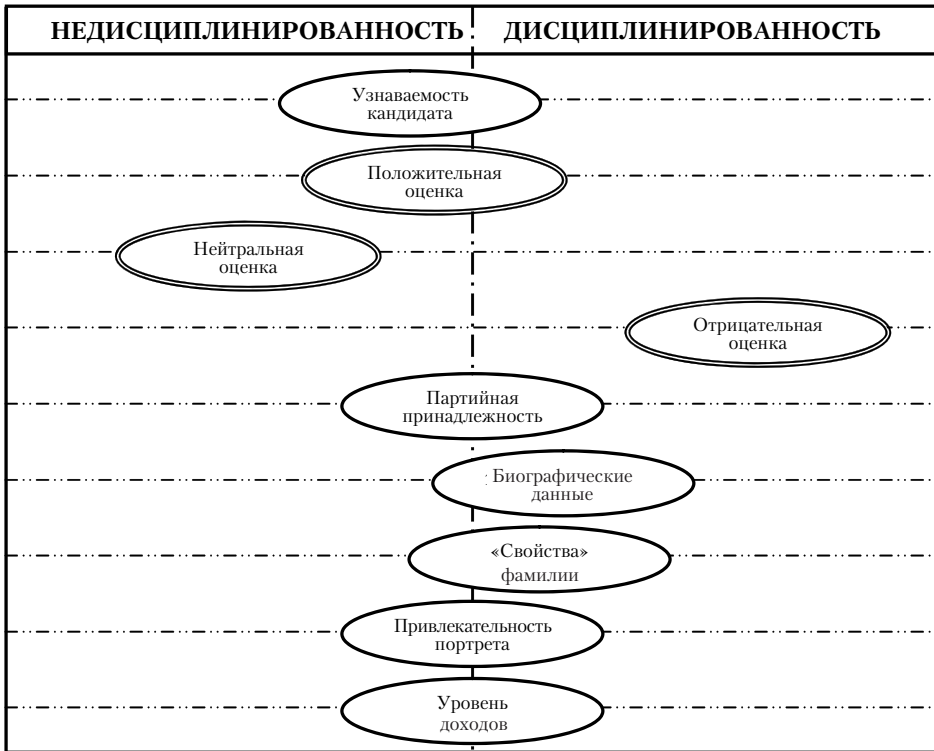 НЕДИСЦИПЛИНИРОВАННОСТЬ
ДИСЦИПЛИНИРОВАННОСТЬ
Узнаваемость
кандидата
Положительная
оценка
Нейтральная
оценка
Отрицательная
оценка
Партийная
принадлежность
Биографические
данные
«Свойства»
фамилии
Привлекательность
портрета
Уровень
доходов